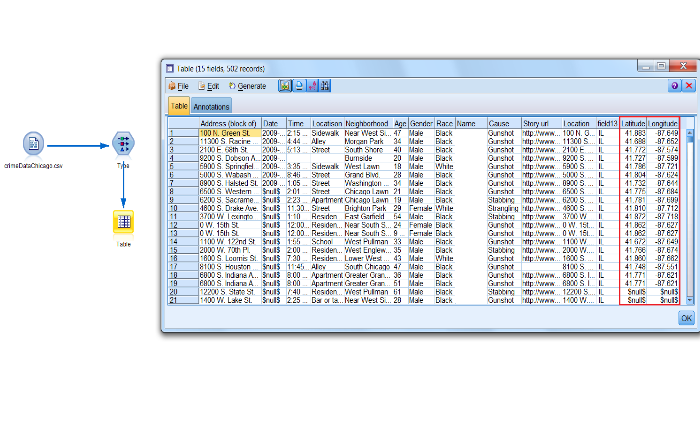 Table (15 fields, 502 records)
File Edit Generate
Table Annotations
Address (block of) Date Time Locatison Neighborhood Age Gender Race Name Cause Story url Location field13 Latitude Longitude
1 100 N. Green St. 2009-... 2:15 ... Sidewalk Near West Si... 47 Male Black Gunshot http://www... 100 N. G... IL 41.883 -87.649
2 11300 S. Racine ... 2009-... 4:44 ... Alley Morgan Park 34 Male Black Gunshot http://www... 11300 S.... IL 41.688 -87.652
3 2100 E. 68th St. 2009-... 5:13 ... Street South Shore 40 Male Black Gunshot http://www... 2100 E.... IL 41.772 -87.574
4 9200 S. Dobson A... 2009-... Burnside 20 Male Black Gunshot http://www... 9200 S.... IL 41.727 -87.599
5 5900 S. Springfiel... 2009-... 3:35 ... Sidewalk West Lawn 18 Male White Gunshot http://www... 5900 S.... IL 41.786 -87.721
6 5000 S. Wabash ... 2009-... 8:46 ... Street Grand Blvd. 28 Male Black Gunshot http://www... 5000 S.... IL 41.804 -87.624
7 8900 S. Halsted St. 2009-... 1:05 ... Street Washington ... 34 Male Black Gunshot http://www... 8900 S.... IL 41.732 -87.644
8 6500 S. Western $null$ 2:01 ... Street Chicago Lawn 21 Male Black Gunshot http://www... 6500 S.... IL 41.775 -87.684
9 6200 S. Sacrame... $null$ 2:23 ... Apartment Chicago Lawn 19 Male Black Stabbing http://www... 6200 S.... IL 41.781 -87.699
10 4600 S. Drake Ave. $null$ 11:30... Street Brighton Park 29 Female White Strangling http://www... 4600 S.... IL 41.810 -87.712
11 3700 W. Lexingto... $null$ 1:10 ... Residen... East Garfield ... 54 Male Black Stabbing http://www... 3700 W.... IL 41.872 -87.718
12 0 W. 15th St. $null$ 12:00... Residen... Near South S... 24 Female Black Gunshot http://www... 0 W. 15t... IL 41.862 -87.627
13 0 W. 15th St. $null$ 12:00... Residen... Near South S... 9 ... Female Black Gunshot http://www... 0 W. 15t... IL 41.862 -87.627
14 1100 W. 122nd St. $null$ 1:55 ... School West Pullman 33 Male Black Gunshot http://www... 1100 W.... IL 41.672 -87.649
15 2000 W. 70th Pl. $null$ 2:00 ... Residen... West Englew... 35 Male Black Stabbing http://www... 2000 W.... IL 41.766 -87.674
16 1600 S. Loomis St. $null$ 7:30 ... Residen... Lower West ... 43 Male White Gunshot http://www... 1600 S.... IL 41.860 -87.662
17 8100 S. Houston ... $null$ 11:45 ... Alley South Chicago 47 Male Black Gunshot http://www... 8100 S.... IL 41.748 -87.551
18 6800 S. Indiana A... $null$ 8:00 ... Apartment Greater Gran... 36 Male Black Gunshot http://www... 6800 S. I... IL 41.771 -87.621
19 6800 S. Indiana A... $null$ 8:00 ... Apartment Greater Gran... 51 Male Black Gunshot http://www... 6800 S. I... IL 41.771 -87.621
20 12200 S. State St. $null$ 7:40 ... Residen... West Pullman 61 Male Black Stabbing http://www... 12200 S.... IL $null$ $null$
21 1400 W. Lake St. $null$ 2:25 ... Bar or ta... Near West Si... 28 Male Black Gunshot http://www... 1400 W.... IL $null$ $null$
OK
crimeDataChicago.csv
Type
Table